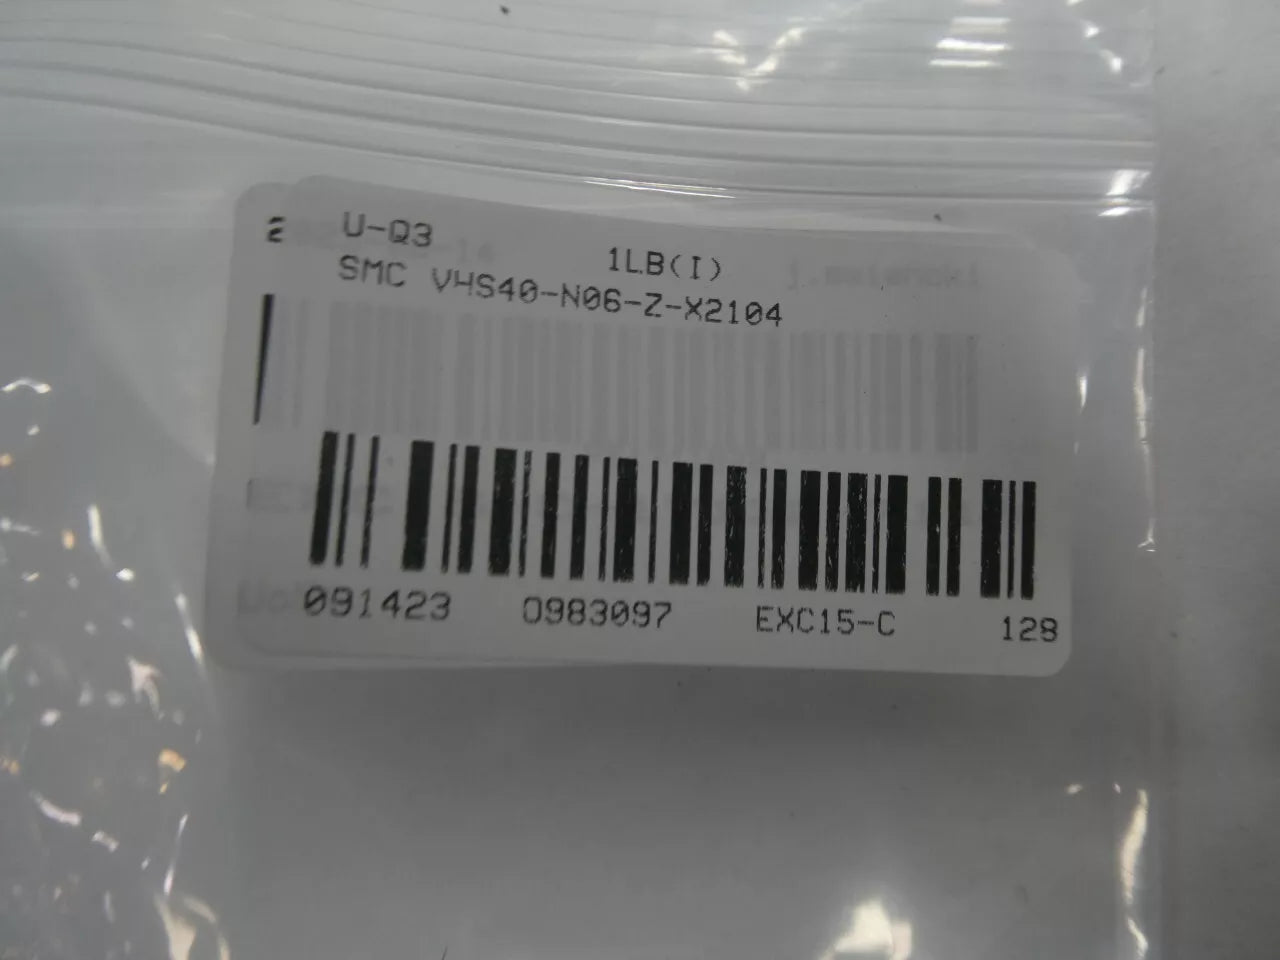 U-Q3
1LB(I)
SMC VHS40-N06-Z-X2104
091423 0983097 EXC15-C 128